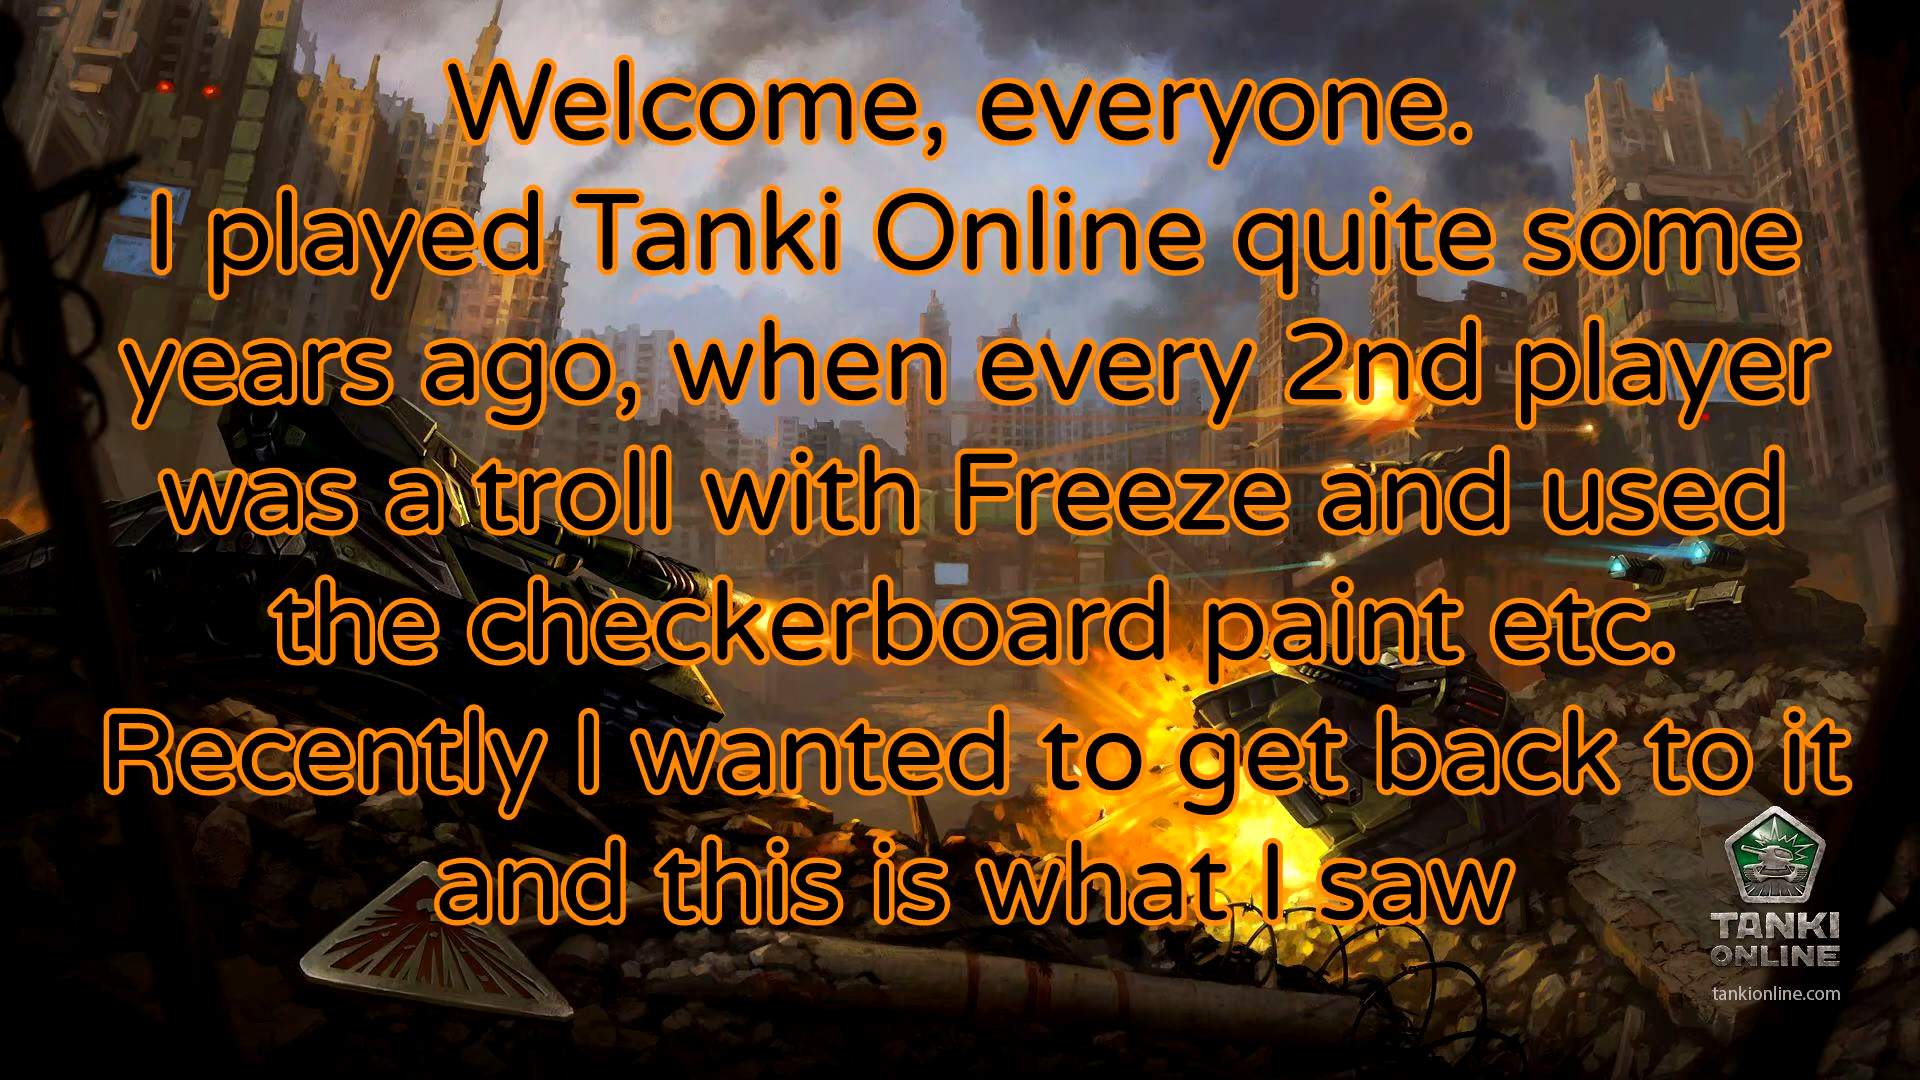 Welcome, everyone.
I played Tanki Online quite some
years ago, when every 2nd player
was a troll with Freeze and used
the checkerboard paint etc.
Recently I wanted to get back to it
and this is what I saw
TANKI
ONLINE
tankionline.com